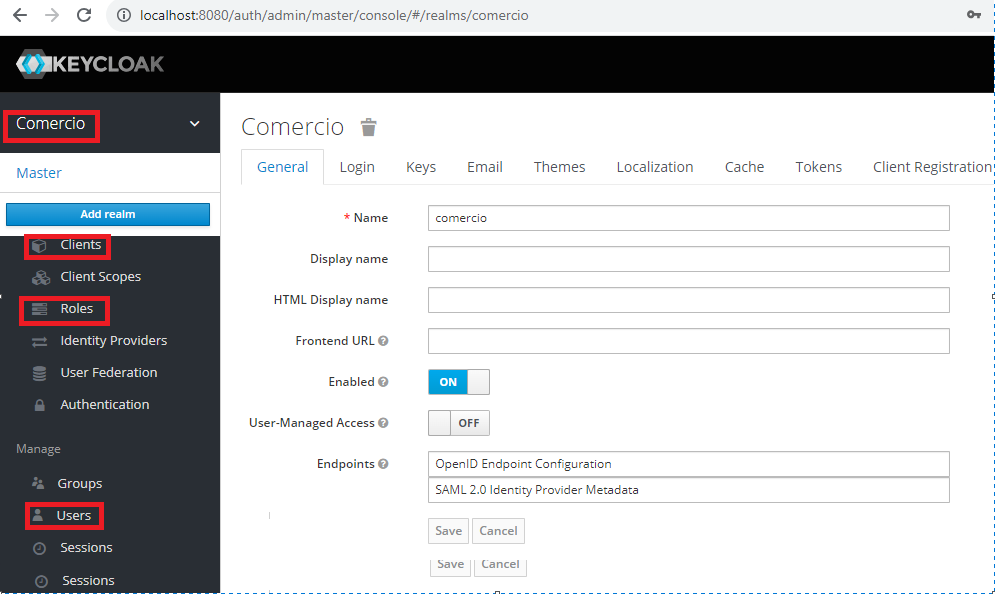 localhost:8080/auth/admin/master/console/#/realms/comercio
KEYCLOAK
Comercio
Master
Add realm
Clients
Client Scopes
Roles
Identity Providers
User Federation
Authentication
Manage
Groups
Users
Sessions
Sessions
Comercio
General Login Keys Email Themes Localization Cache Tokens Client Registration
* Name comercio
Display name
HTML Display name
Frontend URL ?
Enabled ? ON
User-Managed Access ? OFF
Endpoints ? OpenID Endpoint Configuration
SAML 2.0 Identity Provider Metadata
Save Cancel
Save Cancel